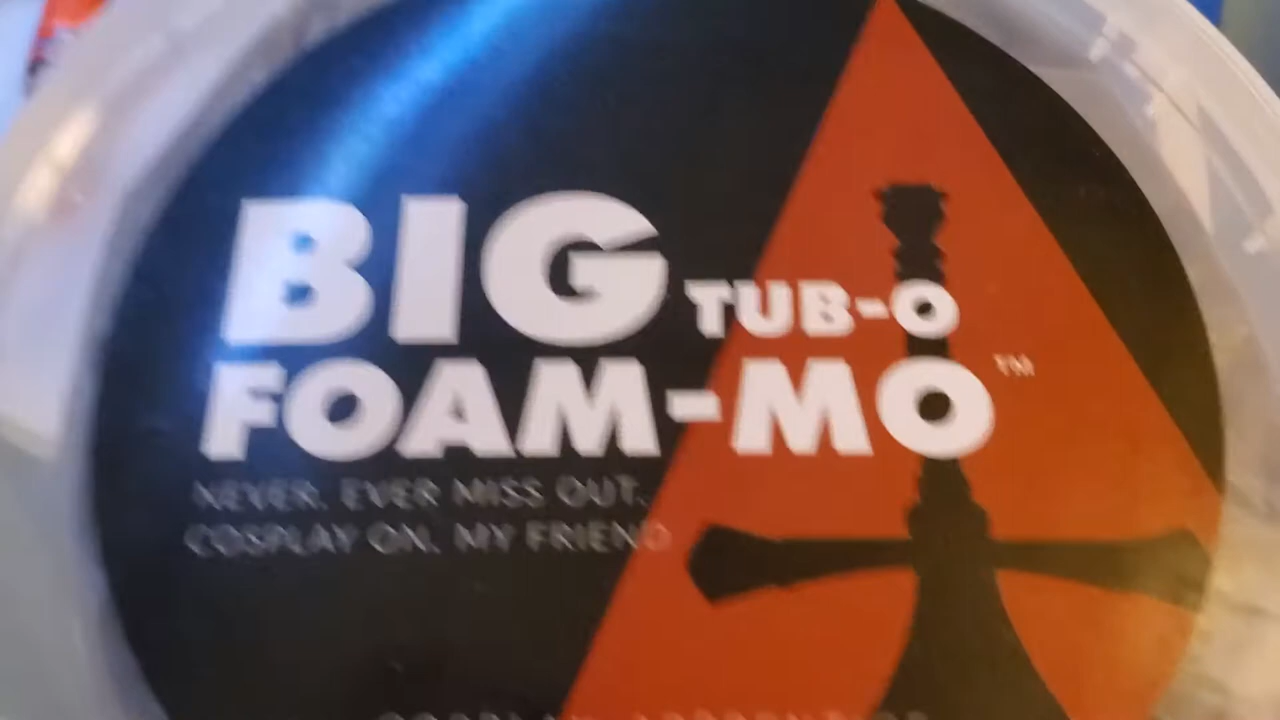 BIG TUB-O
FOAM-MO™
NEVER. EVER MISS OUT.
COSPLAY ON, MY FRIEND